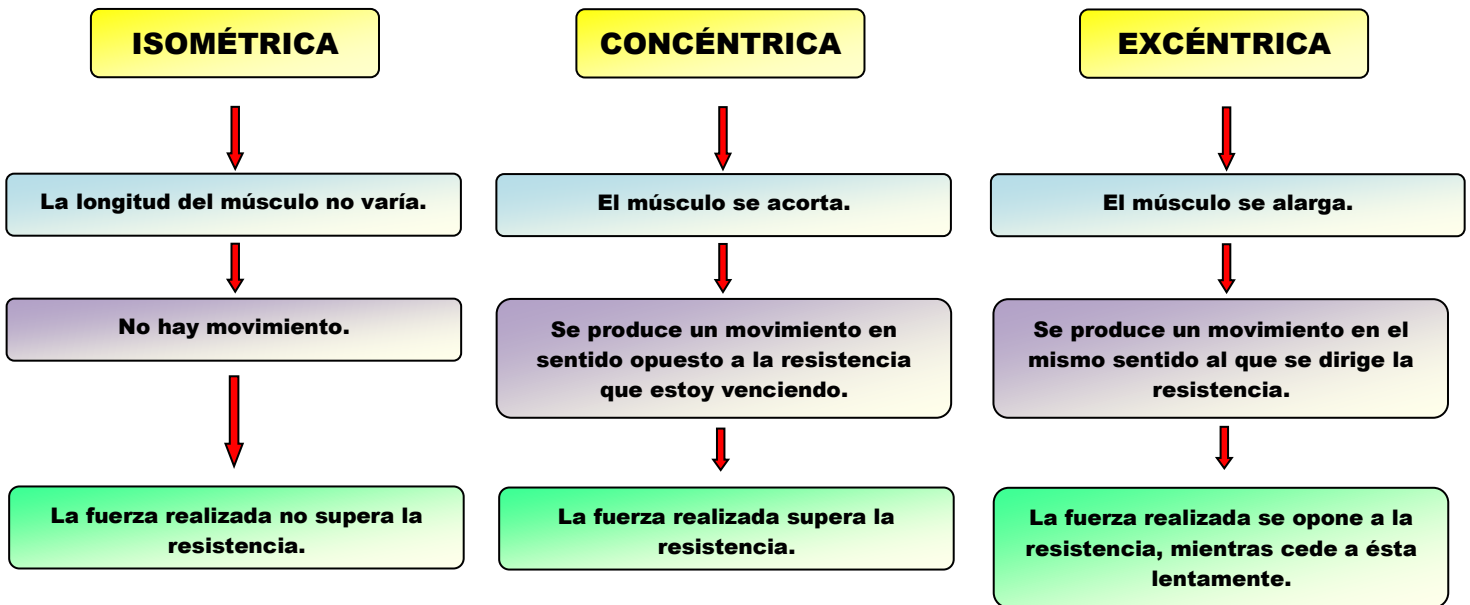 ISOMÉTRICA
La longitud del músculo no varía.
No hay movimiento.
La fuerza realizada no supera la
resistencia.
CONCÉNTRICA
El músculo se acorta.
Se produce un movimiento en
sentido opuesto a la resistencia
que estoy venciendo.
La fuerza realizada supera la
resistencia.
EXCÉNTRICA
El músculo se alarga.
Se produce un movimiento en el
mismo sentido al que se dirige la
resistencia.
La fuerza realizada se opone a la
resistencia, mientras cede a ésta
lentamente.